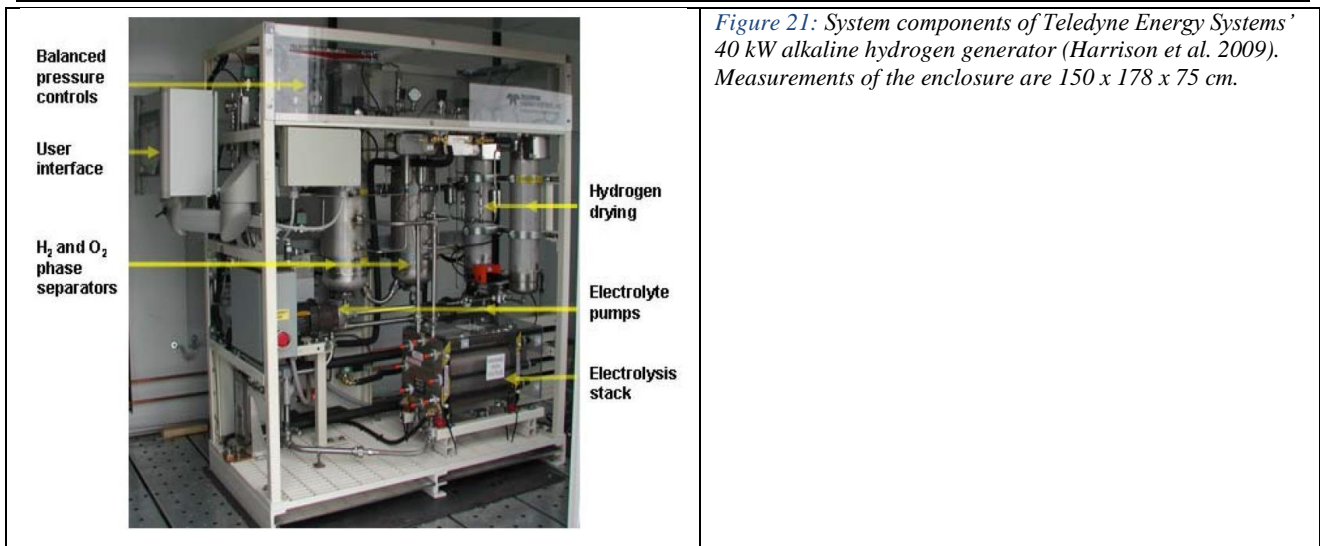 Balanced
pressure
controls
User
interface
H₂ and O₂
phase
separators
Hydrogen
drying
Electrolyte
pumps
Electrolysis
stack
Figure 21: System components of Teledyne Energy Systems’
40 kW alkaline hydrogen generator (Harrison et al. 2009).
Measurements of the enclosure are 150 x 178 x 75 cm.